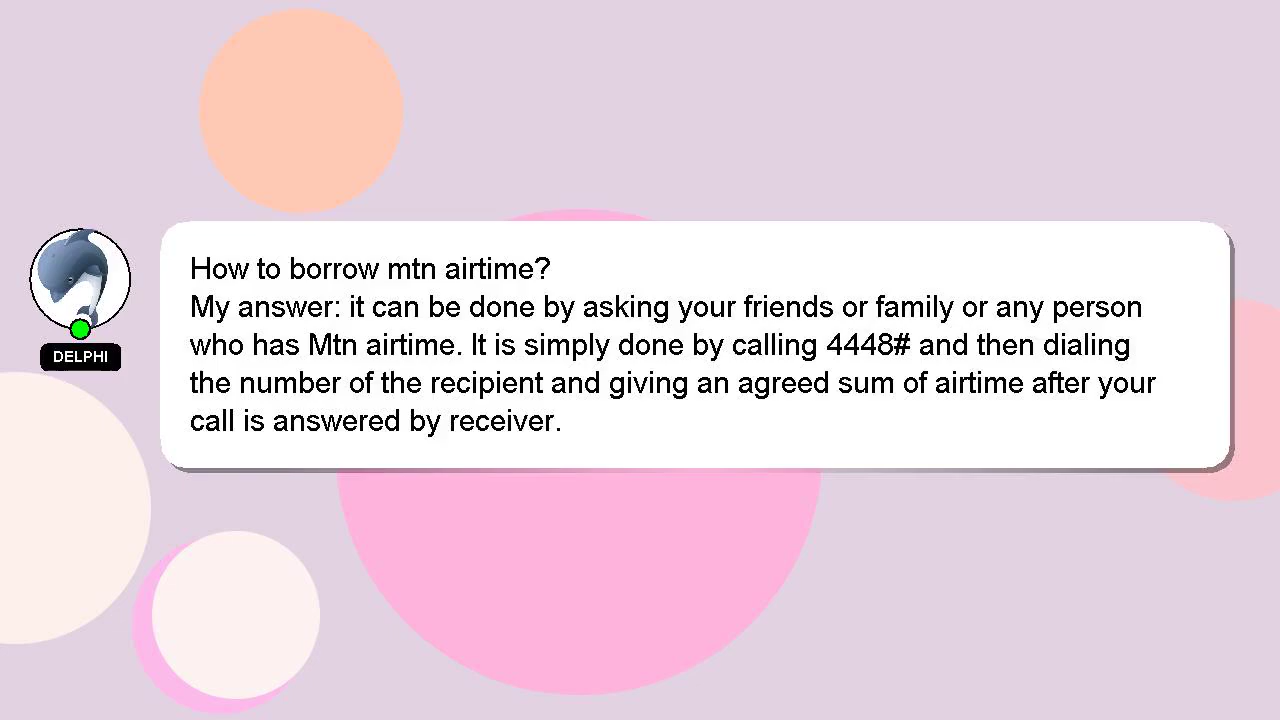 How to borrow mtn airtime?
My answer: it can be done by asking your friends or family or any person
who has Mtn airtime. It is simply done by calling 4448# and then dialing
the number of the recipient and giving an agreed sum of airtime after your
call is answered by receiver.
DELPHI